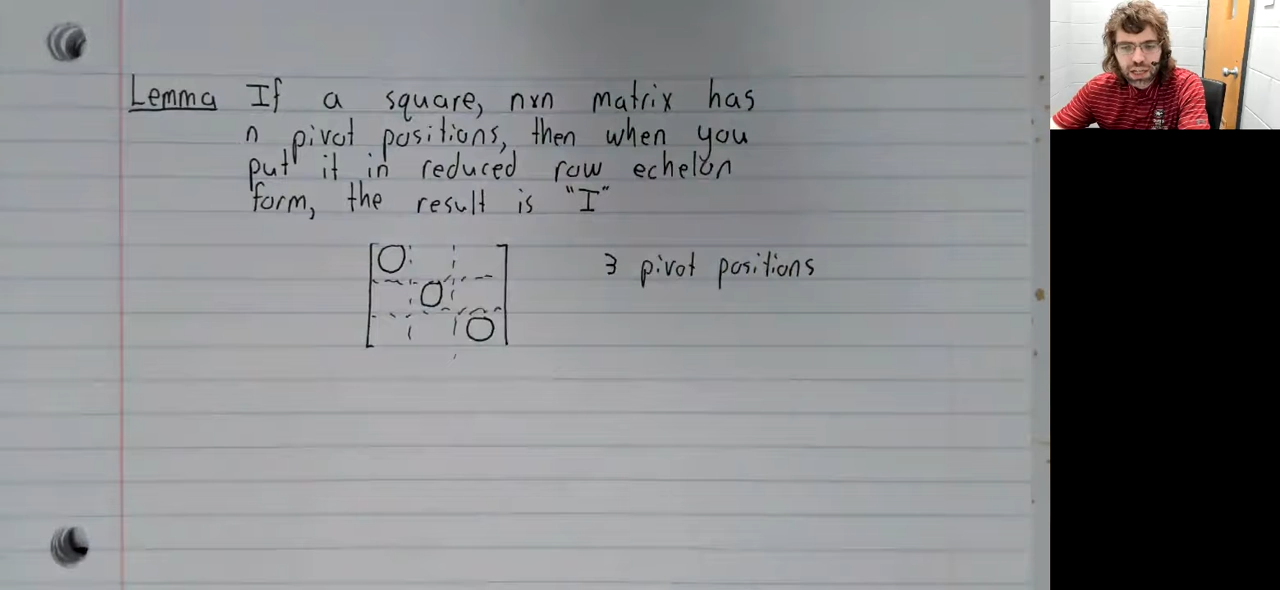 Lemma If a square, nxn matrix has
n pivot positions, then when you
put it in reduced row echelon
form, the result is "I"
3 pivot positions